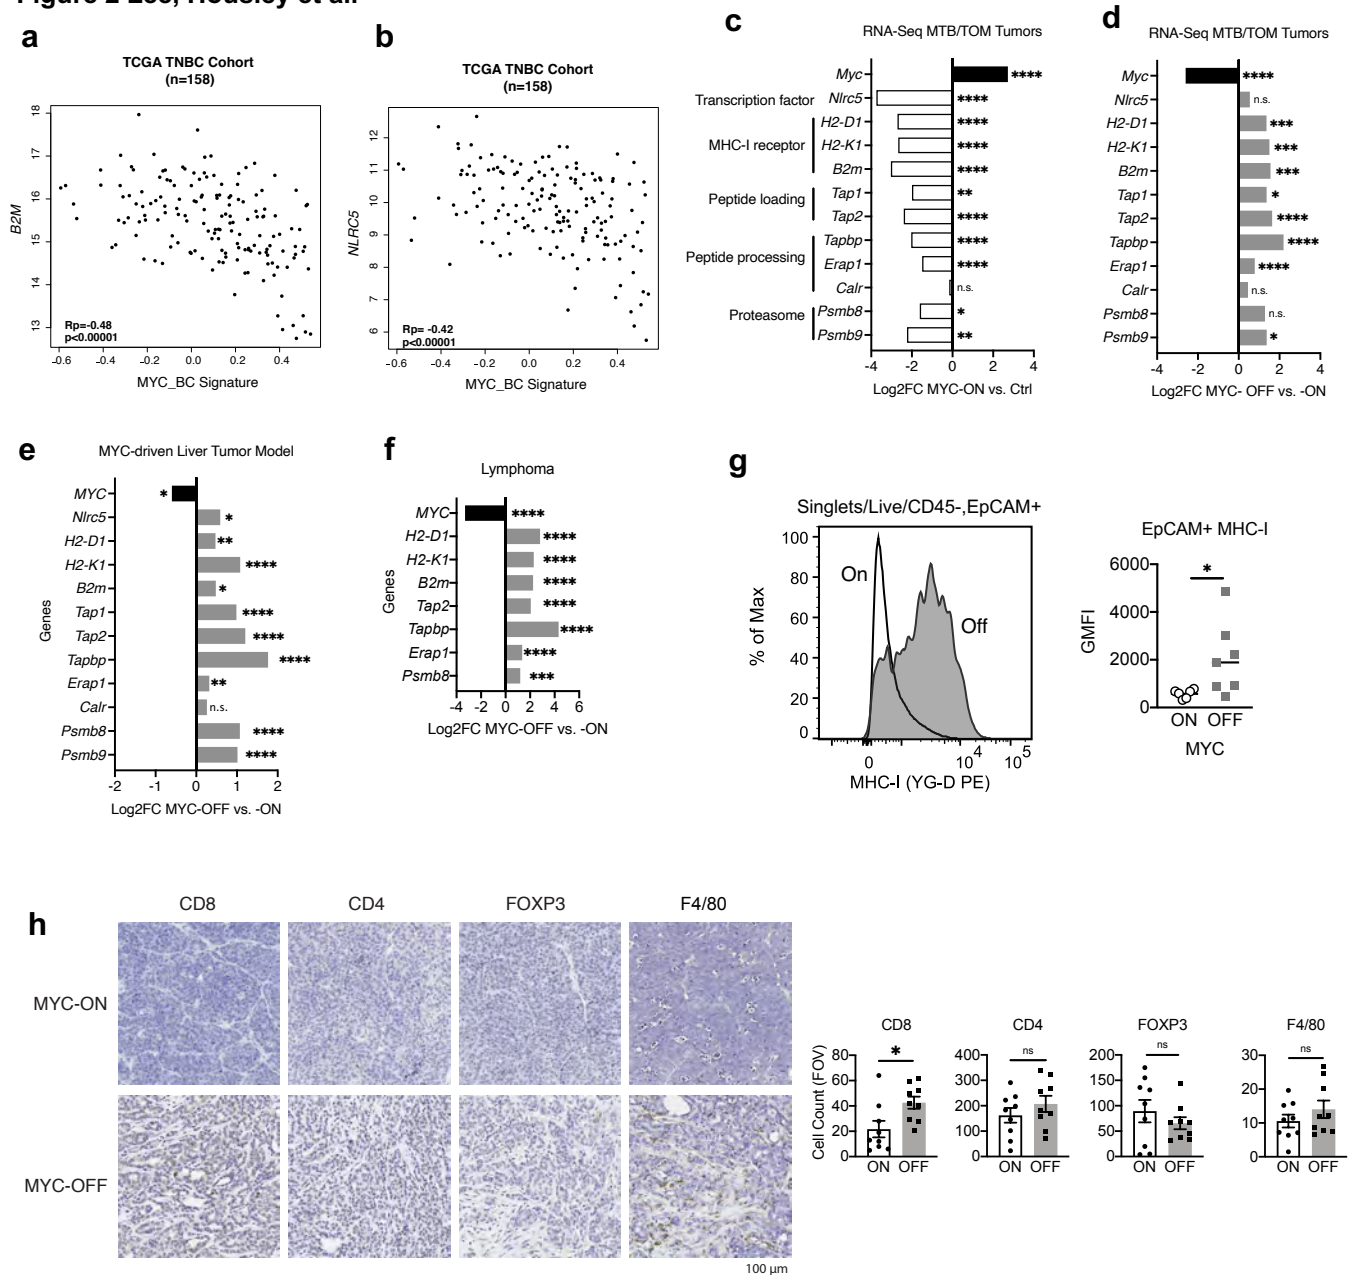 a
TCGA TNBC Cohort
(n=158)
B2M
18
17
16
15
14
13
Rp= -0.48
p<0.00001
-0.6 -0.4 -0.2 0.0 0.2 0.4
MYC_BC Signature
b
TCGA TNBC Cohort
(n=158)
NLRC5
12
11
10
9
8
7
6
Rp= -0.42
p<0.00001
-0.6 -0.4 -0.2 0.0 0.2 0.4
MYC_BC Signature
c
RNA-Seq MTB/TOM Tumors
Myc ****
Transcription factor Nlrc5 ****
H2-D1 ****
MHC-I receptor H2-K1 ****
B2m ****
Tap1 **
Peptide loading
Tap2 ****
Tapbp ****
Peptide processing Erap1 ****
Calr n.s.
Psmb8 *
Proteasome
Psmb9 **
-4 -2 0 2 4
Log2FC MYC-ON vs. Ctrl
d
RNA-Seq MTB/TOM Tumors
Myc ****
Nlrc5 n.s.
H2-D1 ***
H2-K1 ***
B2m ***
Tap1 *
Tap2 ****
Tapbp ****
Erap1 ****
Calr n.s.
Psmb8 n.s.
Psmb9 *
-4 -2 0 2 4
Log2FC MYC- OFF vs. -ON
e
MYC-driven Liver Tumor Model
Genes
MYC *
Nlrc5 *
H2-D1 **
H2-K1 ****
B2m *
Tap1 ****
Tap2 ****
Tapbp ****
Erap1 **
Calr n.s.
Psmb8 ****
Psmb9 ****
-2 -1 0 1 2
Log2FC MYC-OFF vs. -ON
f
Lymphoma
Genes
MYC ****
H2-D1 ****
H2-K1 ****
B2m ****
Tap2 ****
Tapbp ****
Erap1 ****
Psmb8 ***
-4 -2 0 2 4 6
Log2FC MYC-OFF vs. -ON
g
Singlets/Live/CD45-,EpCAM+
% of Max
100
80
60
40
20
0
On
Off
0 10^4 10^5
MHC-I (YG-D PE)
EpCAM+ MHC-I
*
GMFI
6000
4000
2000
0
ON OFF
MYC
h
CD8 CD4 FOXP3 F4/80
MYC-ON
MYC-OFF
100 µm
Cell Count (FOV)
CD8
*
80
60
40
20
0
ON OFF
CD4
ns
400
300
200
100
0
ON OFF
FOXP3
ns
200
150
100
50
0
ON OFF
F4/80
ns
30
20
10
0
ON OFF